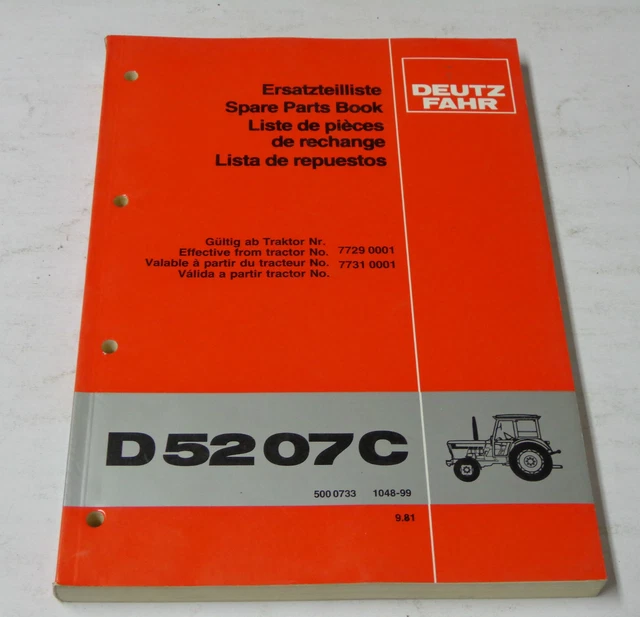 Ersatzteilliste
Spare Parts Book
Liste de pièces
de rechange
Lista de repuestos
DEUTZ
FAHR
Gültig ab Traktor Nr.
Effective from tractor No. 7729 0001
Valable à partir du tracteur No. 7731 0001
Válida a partir tractor No.
D 52 07 C
500 0733 1048-99
9.81